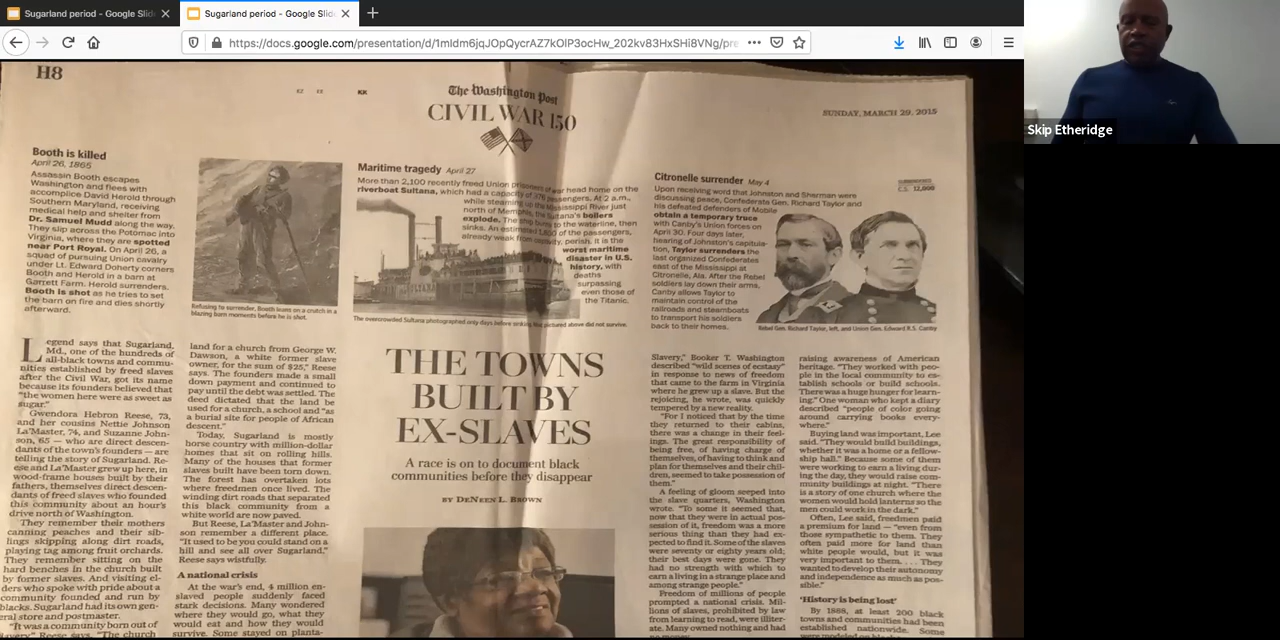 Sugarland period - Google Slid
Sugarland period - Google Slid
https://docs.google.com/presentation/d/1mldm6jqJOpQycrAZ7kOlP3ocHw_202kv83HxSHi8VNg/pre
Skip Etheridge
H8
KK
The Washington Post
CIVIL WAR 150
SUNDAY, MARCH 29, 2015
Booth is killed
April 26, 1865
Assassin Booth escapes
Washington and flees with
accomplice David Herold through
Southern Maryland, receiving
medical help and shelter from
Dr. Samuel Mudd along the way.
They slip across the Potomac into
Virginia, where they are spotted
near Port Royal. On April 26, a
squad of pursuing Union cavalry
under Lt. Edward Doherty corners
Booth and Herold in a barn at
Garrett Farm. Herold surrenders.
Booth is shot as he tries to set
the barn on fire and dies shortly
afterward.
Refusing to surrender, Booth leans on a crutch in a
blazing barn moments before he is shot.
Maritime tragedy April 27
More than 2,100 recently freed Union prisoners of war head home on the
riverboat Sultana, which had a capacity of 376 passengers. At 2 a.m.,
while steaming up the Mississippi River just
north of Memphis, the Sultana's boilers
explode. The ship burns to the waterline, then
sinks. An estimated 1,800 of the passengers,
already weak from captivity, perish. It is the
worst maritime
disaster in U.S.
history, with
deaths
surpassing
even those of
the Titanic.
The overcrowded Sultana photographed only days before sinking. Most pictured above did not survive.
Citronelle surrender May 4
SURRENDERED
C.S. 12,000
Upon receiving word that Johnston and Sherman were
discussing peace, Confederate Gen. Richard Taylor and
his defeated defenders of Mobile
obtain a temporary truce
with Canby's Union forces on
April 30. Four days later,
hearing of Johnston's capitula-
tion, Taylor surrenders the
last organized Confederates
east of the Mississippi at
Citronelle, Ala. After the Rebel
soldiers lay down their arms,
Canby allows Taylor to
maintain control of the
railroads and steamboats
to transport his soldiers
back to their homes.
Rebel Gen. Richard Taylor, left, and Union Gen. Edward R.S. Canby
Legend says that Sugarland,
Md., one of the hundreds of
all-black towns and commu-
nities established by freed slaves
after the Civil War, got its name
because its founders believed that
"the women here were as sweet as
sugar."
Gwendora Hebron Reese, 73,
and her cousins Nettie Johnson
La'Master, 74, and Suzanne John-
son, 65 — who are direct descen-
dants of the town's founders — are
telling the story of Sugarland. Re-
ese and La'Master grew up here, in
wood-frame houses built by their
fathers, themselves direct descen-
dants of freed slaves who founded
this community about an hour's
drive north of Washington.
They remember their mothers
canning peaches and their sib-
lings skipping along dirt roads,
playing tag among fruit orchards.
They remember sitting on the
hard benches in the church built
by former slaves. And visiting el-
ders who spoke with pride about a
community founded and run by
blacks. Sugarland had its own gen-
eral store and postmaster.
"It was a community born out of
slavery," Reese says. "The church
land for a church from George W.
Dawson, a white former slave
owner, for the sum of $25," Reese
says. The founders made a small
down payment and continued to
pay until the debt was settled. The
deed dictated that the land be
used for a church, a school and "as
a burial site for people of African
descent."
Today, Sugarland is mostly
horse country with million-dollar
homes that sit on rolling hills.
Many of the houses that former
slaves built have been torn down.
The forest has overtaken lots
where freedmen once lived. The
winding dirt roads that separated
this black community from a
white world are now paved.
But Reese, La'Master and John-
son remember a different place.
"It used to be you could stand on a
hill and see all over Sugarland,"
Reese says wistfully.
A national crisis
At the war's end, 4 million en-
slaved people suddenly faced
stark decisions. Many wondered
where they would go, what they
would eat and how they would
survive. Some stayed on planta-
THE TOWNS
BUILT BY
EX-SLAVES
A race is on to document black
communities before they disappear
BY DENEEN L. BROWN
Slavery," Booker T. Washington
described "wild scenes of ecstasy"
in response to news of freedom
that came to the farm in Virginia
where he grew up a slave. But the
rejoicing, he wrote, was quickly
tempered by a new reality.
"For I noticed that by the time
they returned to their cabins,
there was a change in their feel-
ings. The great responsibility of
being free, of having charge of
themselves, of having to think and
plan for themselves and their chil-
dren, seemed to take possession of
them."
A feeling of gloom seeped into
the slave quarters, Washington
wrote. "To some it seemed that,
now that they were in actual pos-
session of it, freedom was a more
serious thing than they had ex-
pected to find it. Some of the slaves
were seventy or eighty years old;
their best days were gone. They
had no strength with which to
earn a living in a strange place and
among strange people."
Freedom of millions of people
prompted a national crisis. Mil-
lions of slaves, prohibited by law
from learning to read, were illiter-
ate. Many owned nothing and had
no money
raising awareness of American
heritage. "They worked with peo-
ple in the local community to es-
tablish schools or build schools.
There was a huge hunger for learn-
ing." One woman who kept a diary
described "people of color going
around carrying books every-
where."
Buying land was important, Lee
said. "They would build buildings,
whether it was a home or a fellow-
ship hall." Because some of them
were working to earn a living dur-
ing the day, they would raise com-
munity buildings at night. "There
is a story of one church where the
women would hold lanterns so the
men could work in the dark."
Often, Lee said, freedmen paid
a premium for land — "even from
those sympathetic to them. They
often paid more for land than
white people would, but it was
very important to them. . . . They
wanted to develop their autonomy
and independence as much as pos-
sible."
'History is being lost'
By 1888, at least 200 black
towns and communities had been
established nationwide. Some
were modeled on